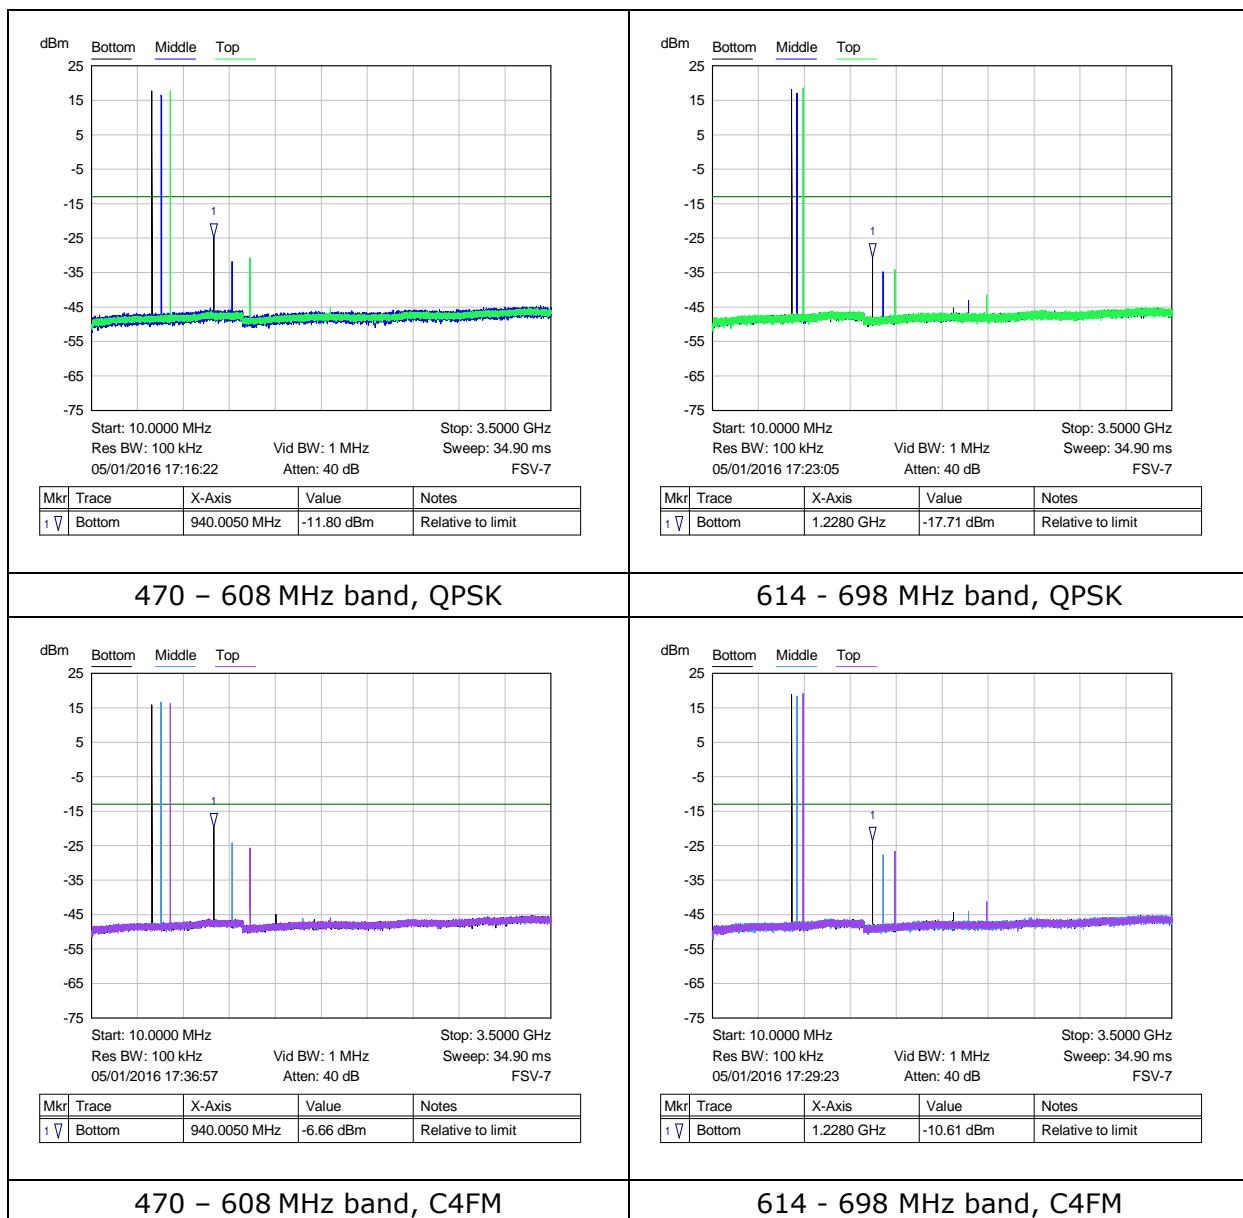 dBm Bottom Middle Top
25
15
5
-5
-15
1
-25
-35
-45
-55
-65
-75
Start: 10.0000 MHz Stop: 3.5000 GHz
Res BW: 100 kHz Vid BW: 1 MHz Sweep: 34.90 ms
05/01/2016 17:16:22 Atten: 40 dB FSV-7
Mkr Trace X-Axis Value Notes
1 Bottom 940.0050 MHz -11.80 dBm Relative to limit
470 – 608 MHz band, QPSK
dBm Bottom Middle Top
25
15
5
-5
-15
1
-25
-35
-45
-55
-65
-75
Start: 10.0000 MHz Stop: 3.5000 GHz
Res BW: 100 kHz Vid BW: 1 MHz Sweep: 34.90 ms
05/01/2016 17:23:05 Atten: 40 dB FSV-7
Mkr Trace X-Axis Value Notes
1 Bottom 1.2280 GHz -17.71 dBm Relative to limit
614 - 698 MHz band, QPSK
dBm Bottom Middle Top
25
15
5
-5
-15
1
-25
-35
-45
-55
-65
-75
Start: 10.0000 MHz Stop: 3.5000 GHz
Res BW: 100 kHz Vid BW: 1 MHz Sweep: 34.90 ms
05/01/2016 17:36:57 Atten: 40 dB FSV-7
Mkr Trace X-Axis Value Notes
1 Bottom 940.0050 MHz -6.66 dBm Relative to limit
470 – 608 MHz band, C4FM
dBm Bottom Middle Top
25
15
5
-5
-15
1
-25
-35
-45
-55
-65
-75
Start: 10.0000 MHz Stop: 3.5000 GHz
Res BW: 100 kHz Vid BW: 1 MHz Sweep: 34.90 ms
05/01/2016 17:29:23 Atten: 40 dB FSV-7
Mkr Trace X-Axis Value Notes
1 Bottom 1.2280 GHz -10.61 dBm Relative to limit
614 - 698 MHz band, C4FM